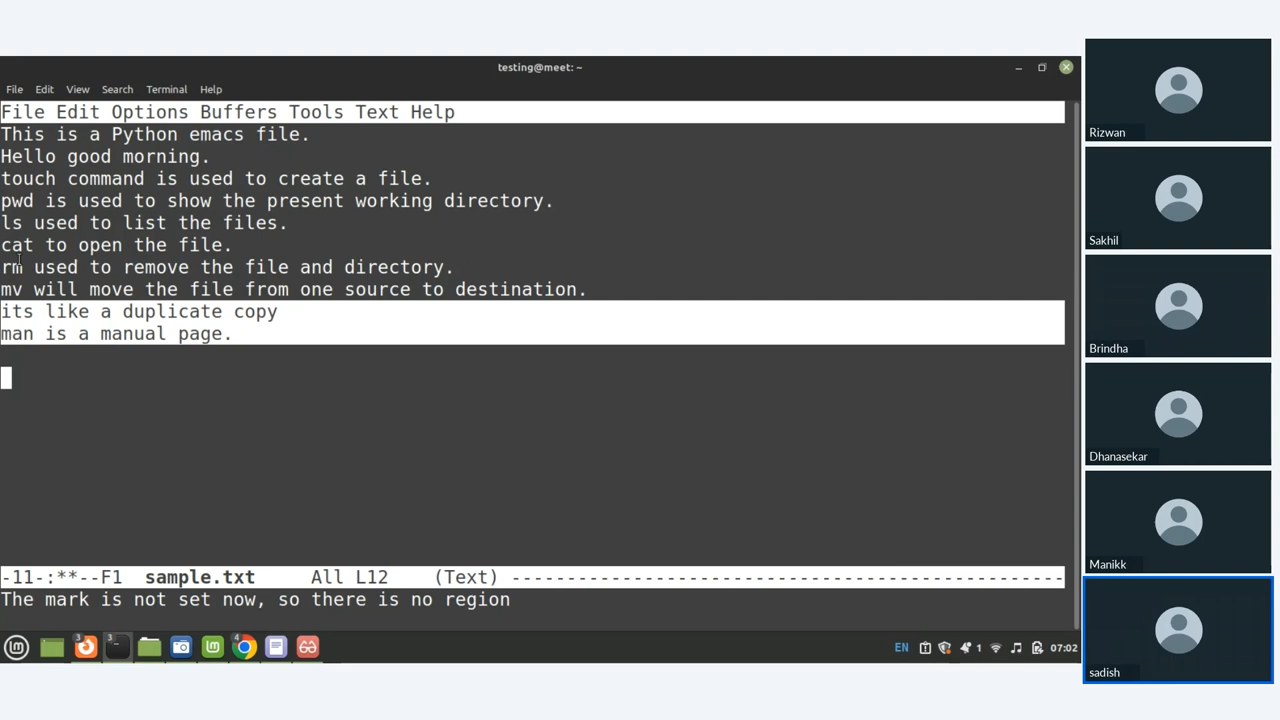 testing@meet: ~
File Edit View Search Terminal Help
File Edit Options Buffers Tools Text Help
This is a Python emacs file.
Hello good morning.
touch command is used to create a file.
pwd is used to show the present working directory.
ls used to list the files.
cat to open the file.
rm used to remove the file and directory.
mv will move the file from one source to destination.
its like a duplicate copy
man is a manual page.
-11-:**--F1 sample.txt All L12 (Text) ------------------------------------------------------------
The mark is not set now, so there is no region
3 3 4 EN 1 07:02
Rizwan
Sakhil
Brindha
Dhanasekar
Manikk
sadish